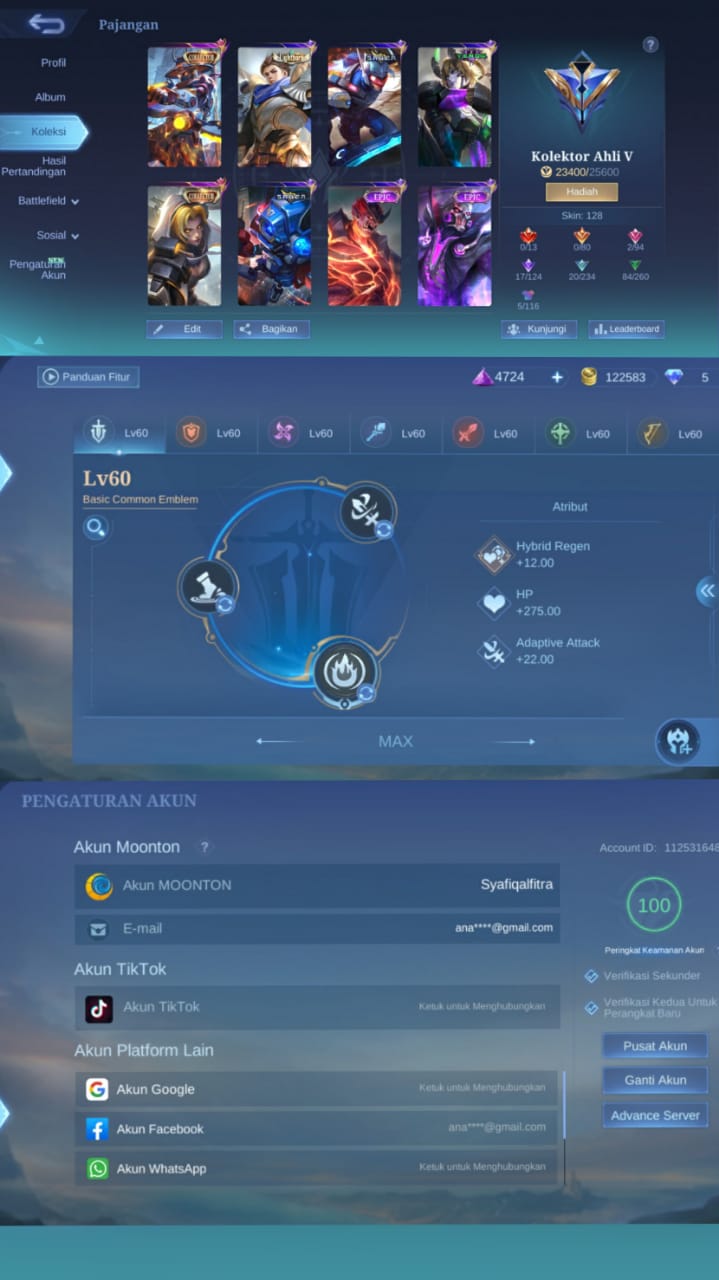 Pajangan
Profil
Album
Koleksi
Hasil
Pertandingan
Battlefield
Sosial
NEW
Pengaturan
Akun
COLLECTOR
Lightborn
S.A.B.E.R
COLLECTOR
S.A.B.E.R
EPIC
EPIC
?
Kolektor Ahli V
23400/25600
Hadiah
Skin: 128
0/13
0/80
2/94
17/124
20/234
84/260
5/116
Edit
Bagikan
Kunjungi
Leaderboard
Panduan Fitur
4724
122583
5
Lv60
Lv60
Lv60
Lv60
Lv60
Lv60
Lv60
Lv60
Basic Common Emblem
Atribut
Hybrid Regen
+12.00
HP
+275.00
Adaptive Attack
+22.00
MAX
PENGATURAN AKUN
Akun Moonton ?
Account ID: 112531648
Akun MOONTON
Syafiqalfitra
E-mail
ana****@gmail.com
100
Peringkat Keamanan Akun
Akun TikTok
Verifikasi Sekunder
Akun TikTok
Ketuk untuk Menghubungkan
Verifikasi Kedua Untuk
Perangkat Baru
Akun Platform Lain
Pusat Akun
Akun Google
Ketuk untuk Menghubungkan
Ganti Akun
Akun Facebook
ana****@gmail.com
Advance Server
Akun WhatsApp
Ketuk untuk Menghubungkan